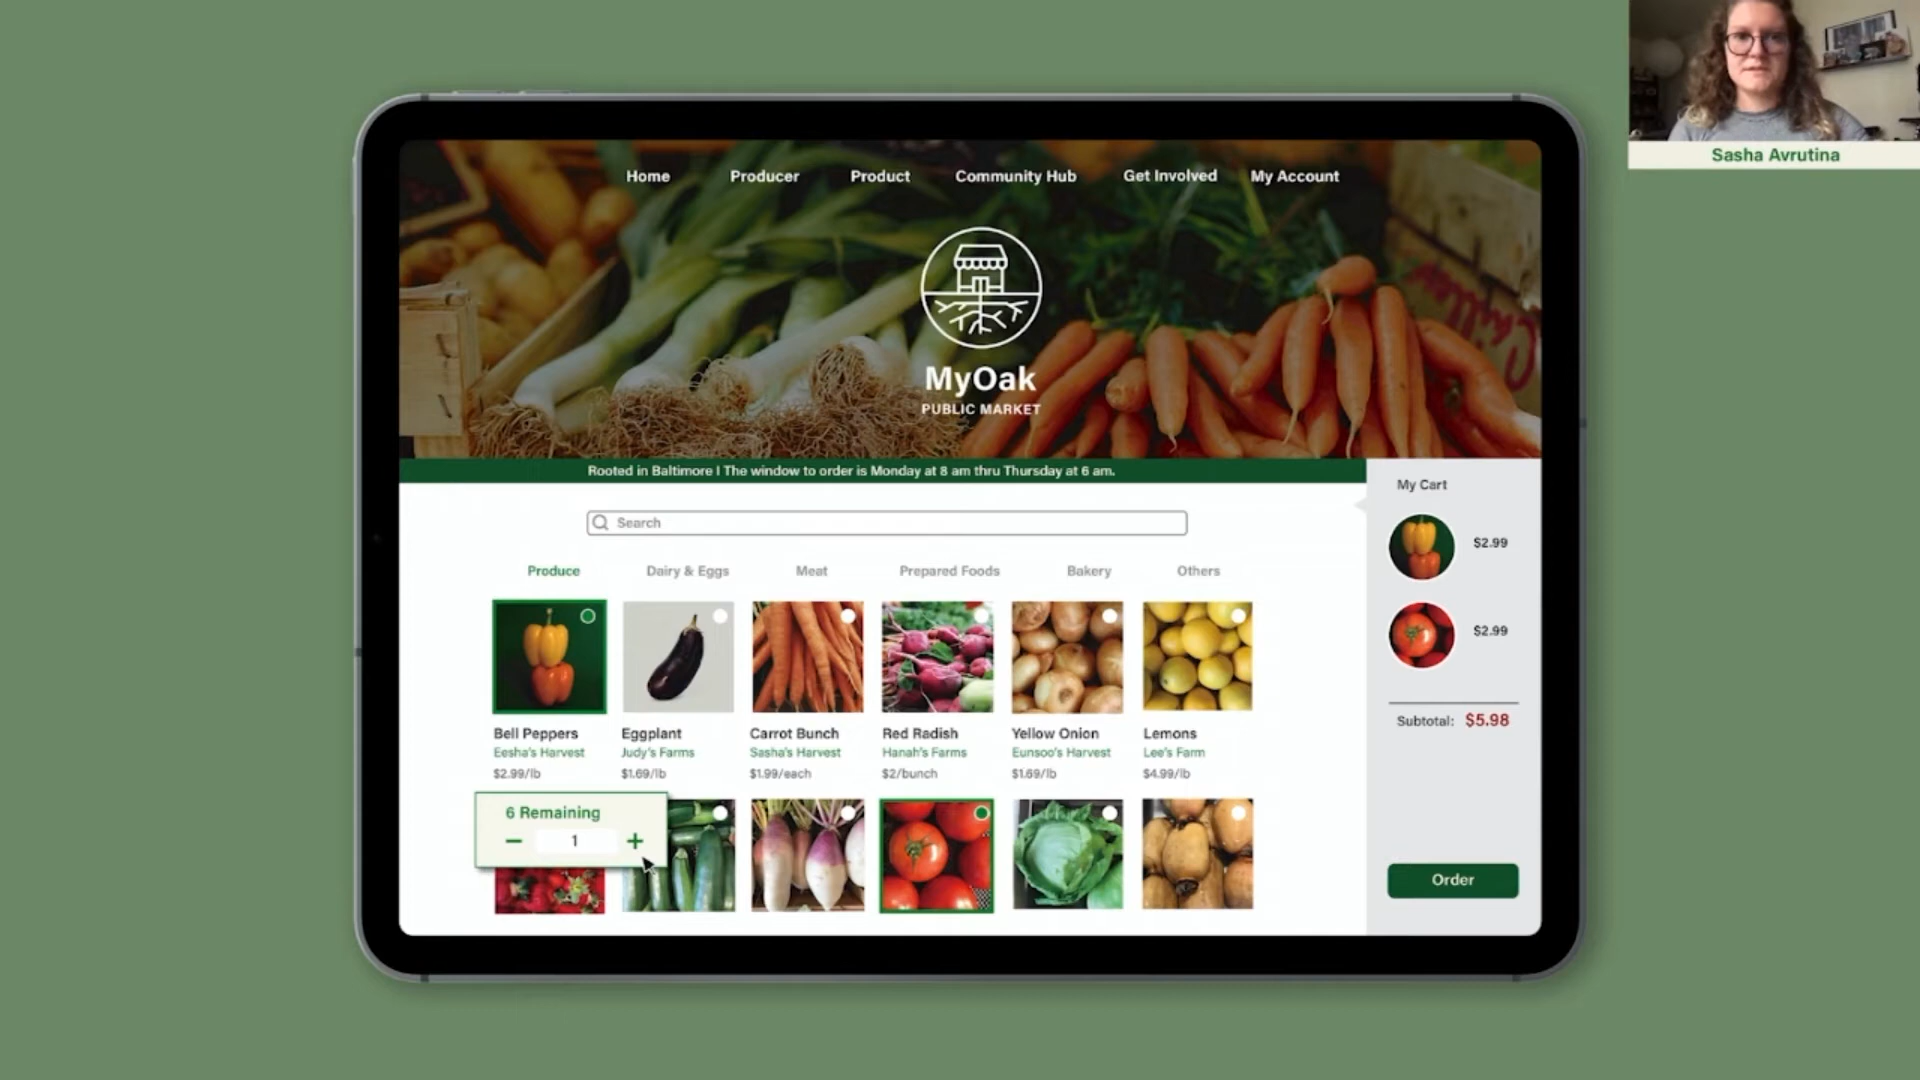 Sasha Avrutina
Home Producer Product Community Hub Get Involved My Account
MyOak
PUBLIC MARKET
Rooted in Baltimore I The window to order is Monday at 8 am thru Thursday at 6 am.
My Cart
Search
$2.99
Produce Dairy & Eggs Meat Prepared Foods Bakery Others
$2.99
Subtotal: $5.98
Bell Peppers Eggplant Carrot Bunch Red Radish Yellow Onion Lemons
Eesha's Harvest Judy's Farms Sasha's Harvest Hanah's Farms Eunsoo's Harvest Lee's Farm
$2.99/lb $1.69/lb $1.99/each $2/bunch $1.69/lb $4.99/lb
6 Remaining
− 1 +
Order